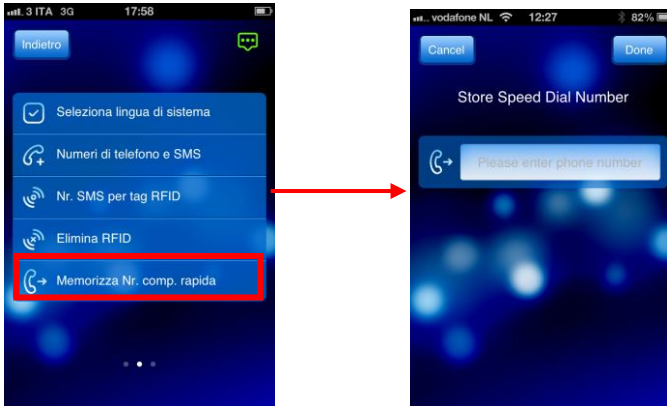 3 ITA 3G 17:58
Indietro
Seleziona lingua di sistema
Numeri di telefono e SMS
Nr. SMS per tag RFID
Elimina RFID
Memorizza Nr. comp. rapida
vodafone NL 12:27 82%
Cancel
Done
Store Speed Dial Number
Please enter phone number